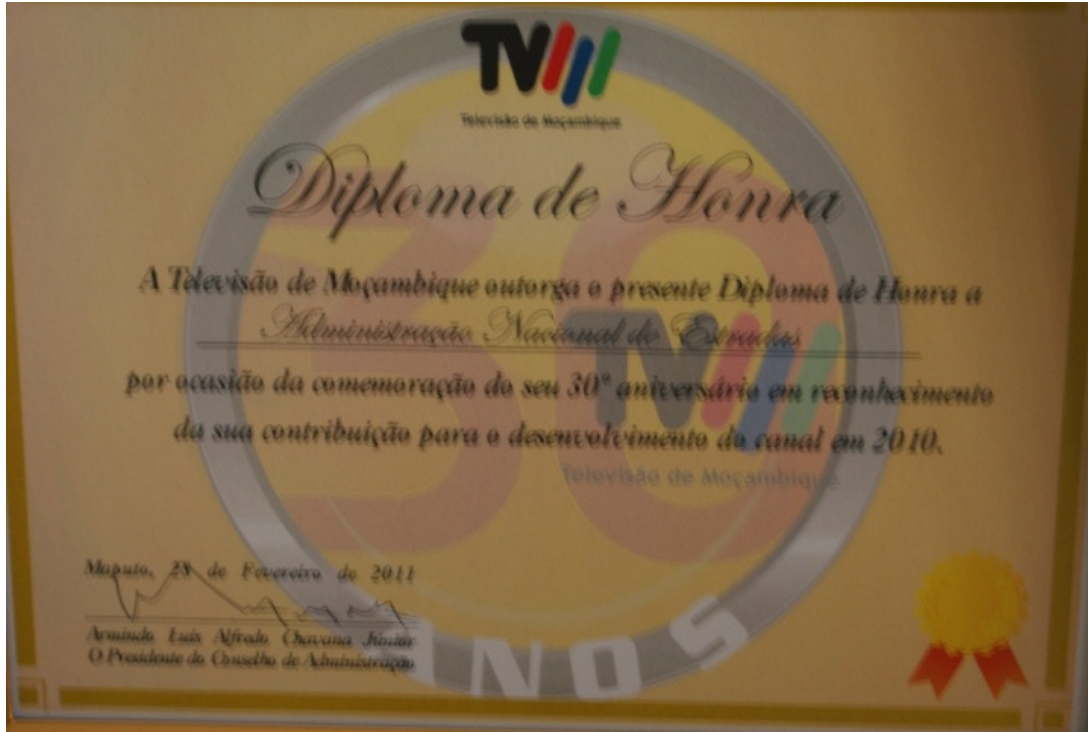 TVM
Televisão de Moçambique
Diploma de Honra
A Televisão de Moçambique outorga o presente Diploma de Honra a
Administração Nacional de Estradas
por ocasião da comemoração do seu 30º aniversário em reconhecimento
da sua contribuição para o desenvolvimento do canal em 2010.
30
TVM
Televisão de Moçambique
Maputo, 28 de Fevereiro de 2011
Armindo Luís Alfredo Chavana Júnior
O Presidente do Conselho de Administração
ANOS